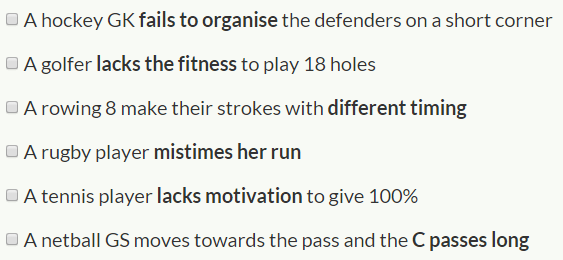 A hockey GK fails to organise the defenders on a short corner
A golfer lacks the fitness to play 18 holes
A rowing 8 make their strokes with different timing
A rugby player mistimes her run
A tennis player lacks motivation to give 100%
A netball GS moves towards the pass and the C passes long